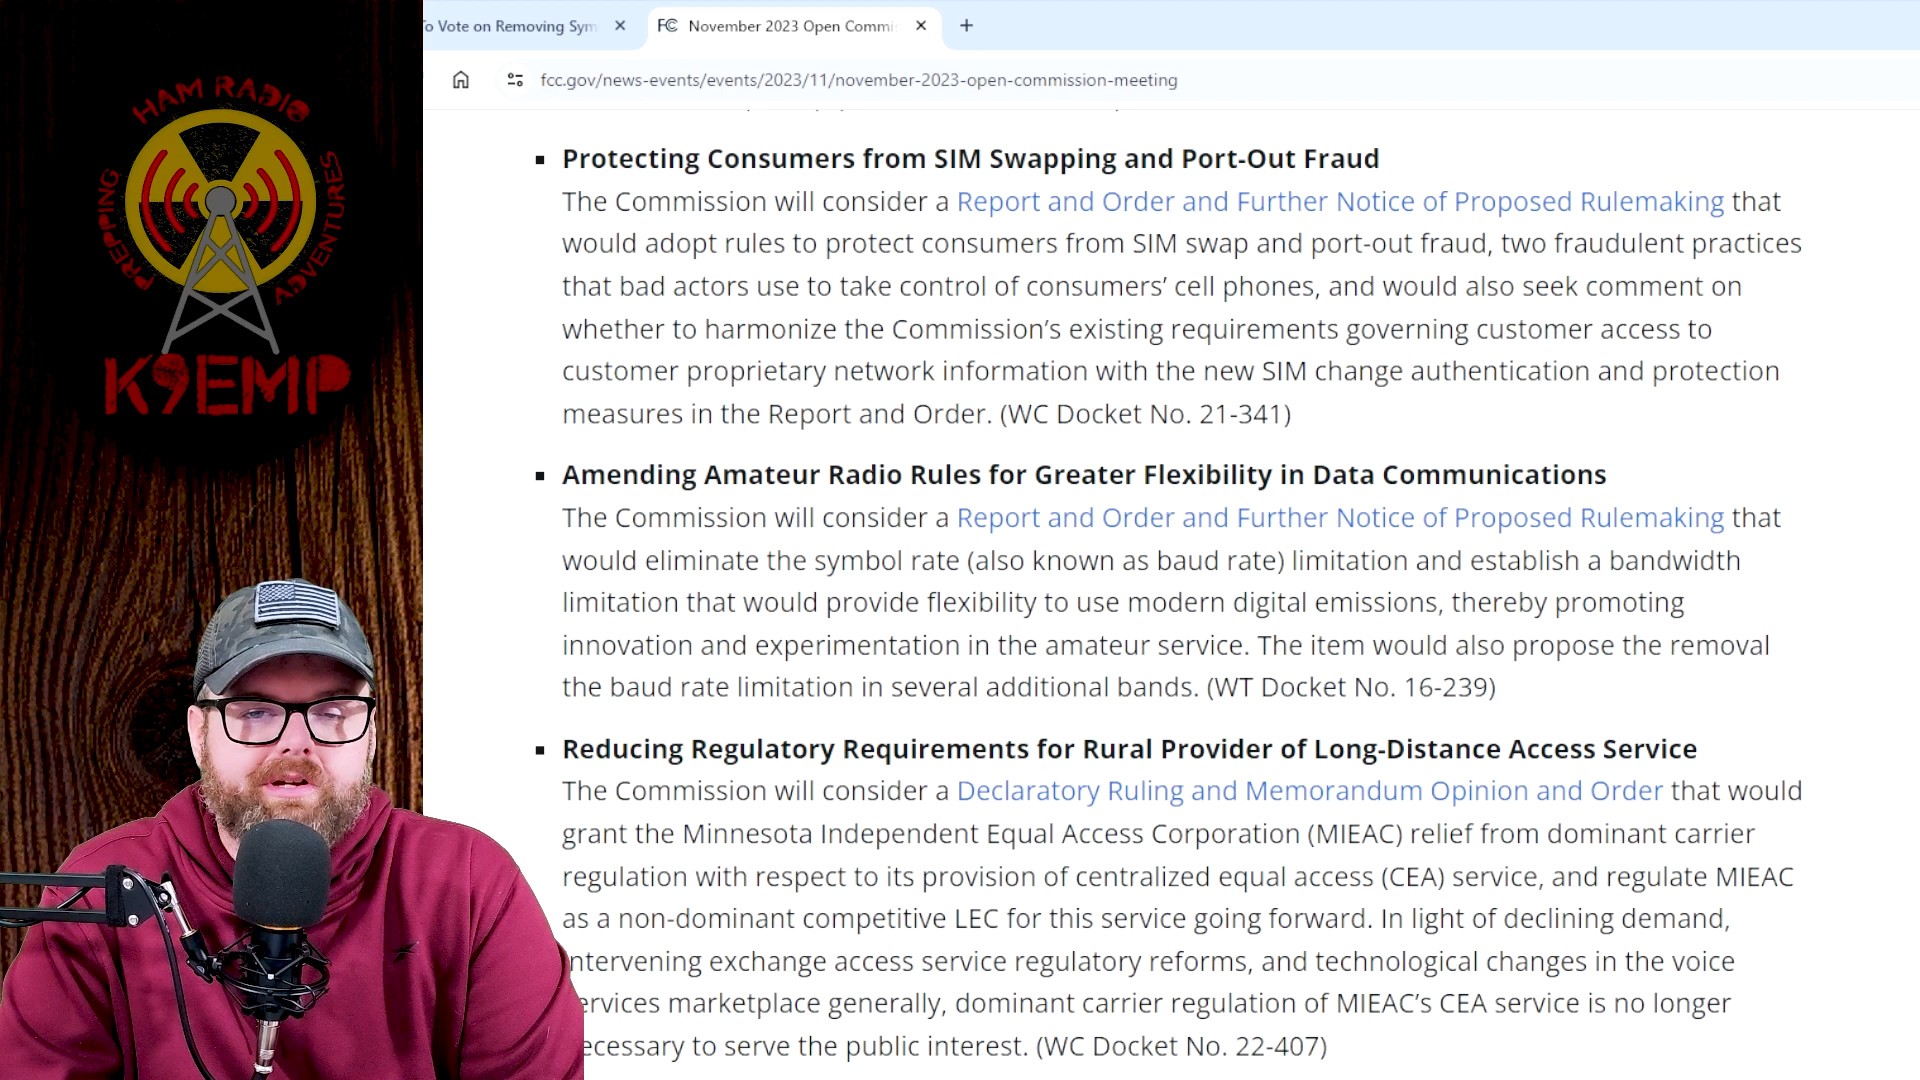 To Vote on Removing Sym
FCC November 2023 Open Commi
fcc.gov/news-events/events/2023/11/november-2023-open-commission-meeting
HAM RADIO
PREPPING
ADVENTURES
K9EMP
Protecting Consumers from SIM Swapping and Port-Out Fraud
The Commission will consider a Report and Order and Further Notice of Proposed Rulemaking that
would adopt rules to protect consumers from SIM swap and port-out fraud, two fraudulent practices
that bad actors use to take control of consumers’ cell phones, and would also seek comment on
whether to harmonize the Commission’s existing requirements governing customer access to
customer proprietary network information with the new SIM change authentication and protection
measures in the Report and Order. (WC Docket No. 21-341)
Amending Amateur Radio Rules for Greater Flexibility in Data Communications
The Commission will consider a Report and Order and Further Notice of Proposed Rulemaking that
would eliminate the symbol rate (also known as baud rate) limitation and establish a bandwidth
limitation that would provide flexibility to use modern digital emissions, thereby promoting
innovation and experimentation in the amateur service. The item would also propose the removal
the baud rate limitation in several additional bands. (WT Docket No. 16-239)
Reducing Regulatory Requirements for Rural Provider of Long-Distance Access Service
The Commission will consider a Declaratory Ruling and Memorandum Opinion and Order that would
grant the Minnesota Independent Equal Access Corporation (MIEAC) relief from dominant carrier
regulation with respect to its provision of centralized equal access (CEA) service, and regulate MIEAC
as a non-dominant competitive LEC for this service going forward. In light of declining demand,
ntervening exchange access service regulatory reforms, and technological changes in the voice
ervices marketplace generally, dominant carrier regulation of MIEAC’s CEA service is no longer
ecessary to serve the public interest. (WC Docket No. 22-407)